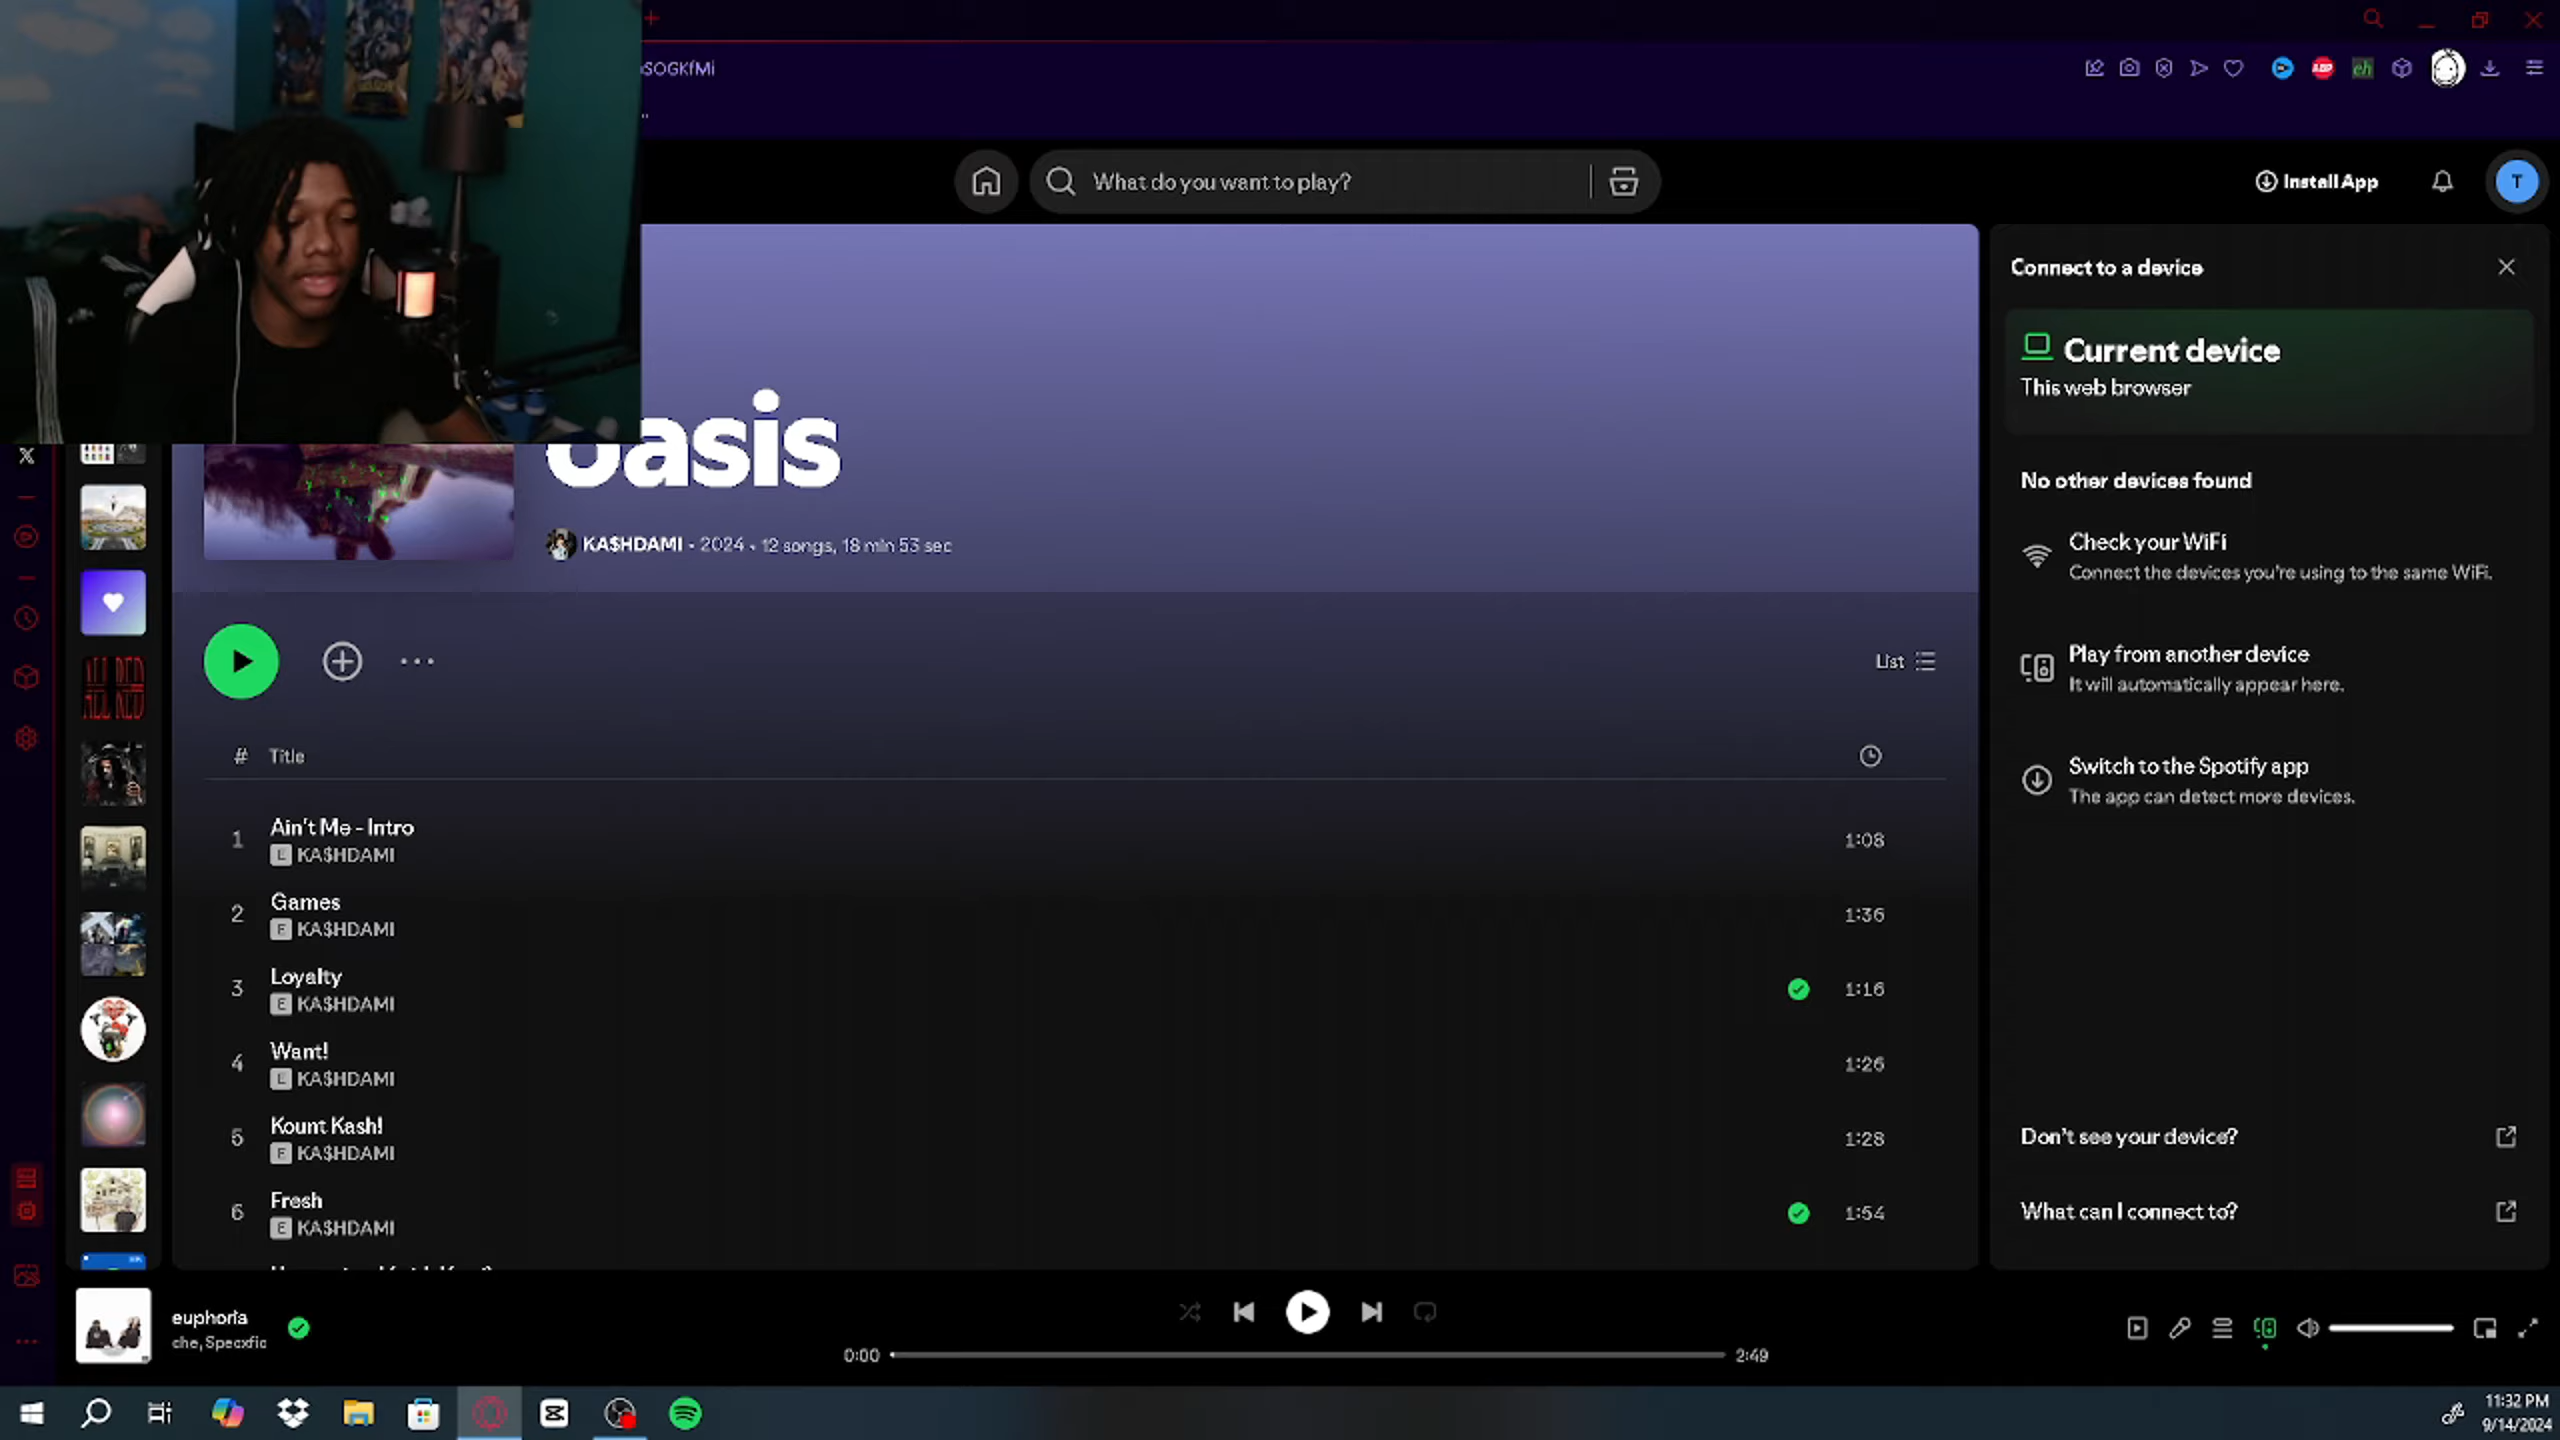 SOGKfMi
What do you want to play?
Install App
T
Oasis
KA$HDAMI • 2024 • 12 songs, 18 min 53 sec
List
# Title
1 Ain't Me - Intro 1:08
E KA$HDAMI
2 Games 1:36
E KA$HDAMI
3 Loyalty 1:16
E KA$HDAMI
4 Want! 1:26
E KA$HDAMI
5 Kount Kash! 1:28
E KA$HDAMI
6 Fresh 1:54
E KA$HDAMI
Connect to a device
Current device
This web browser
No other devices found
Check your WiFi
Connect the devices you're using to the same WiFi.
Play from another device
It will automatically appear here.
Switch to the Spotify app
The app can detect more devices.
Don't see your device?
What can I connect to?
ALL RED
euphoria
che, Specxfic
0:00
2:49
11:32 PM
9/14/2024